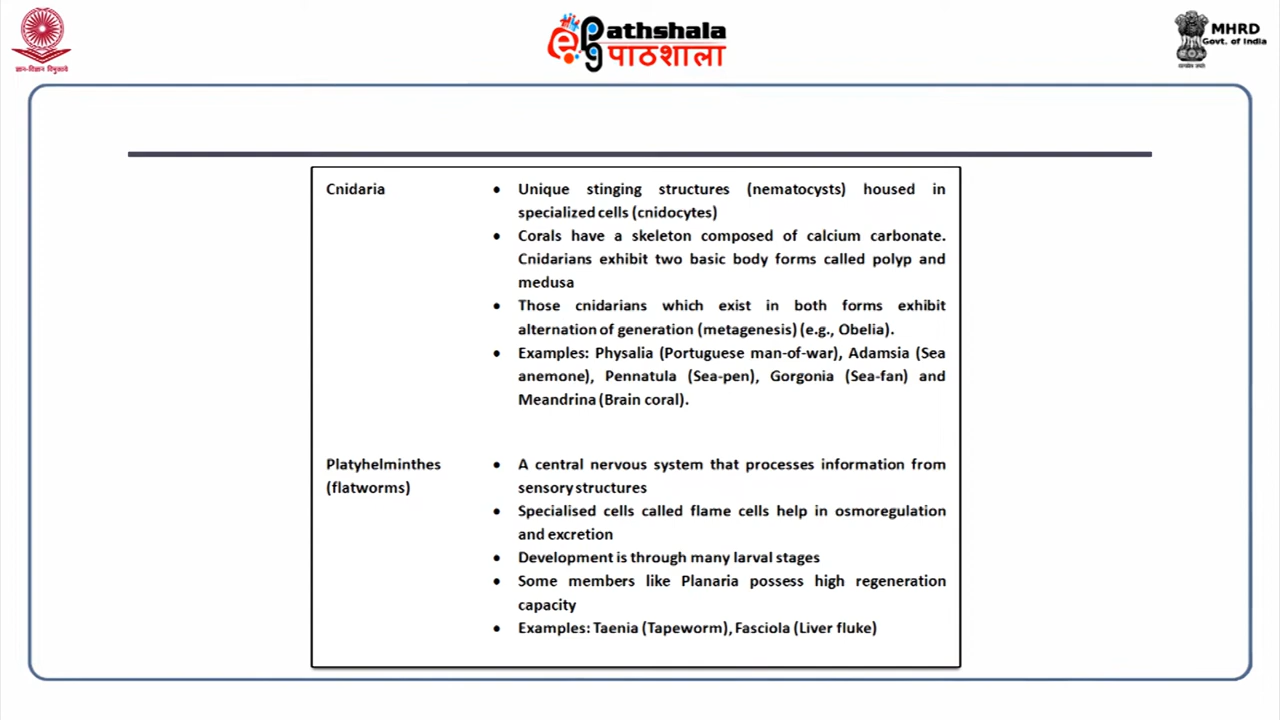 ज्ञान-विज्ञान विमुक्तये
epg Pathshala
पाठशाला
MHRD
Govt. of India
सत्यमेव जयते
Cnidaria
• Unique stinging structures (nematocysts) housed in
specialized cells (cnidocytes)
• Corals have a skeleton composed of calcium carbonate.
Cnidarians exhibit two basic body forms called polyp and
medusa
• Those cnidarians which exist in both forms exhibit
alternation of generation (metagenesis) (e.g., Obelia).
• Examples: Physalia (Portuguese man-of-war), Adamsia (Sea
anemone), Pennatula (Sea-pen), Gorgonia (Sea-fan) and
Meandrina (Brain coral).
Platyhelminthes
(flatworms)
• A central nervous system that processes information from
sensory structures
• Specialised cells called flame cells help in osmoregulation
and excretion
• Development is through many larval stages
• Some members like Planaria possess high regeneration
capacity
• Examples: Taenia (Tapeworm), Fasciola (Liver fluke)